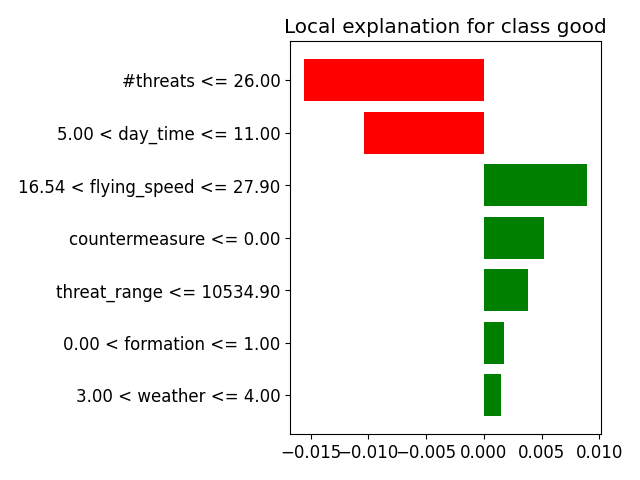 Local explanation for class good
#threats <= 26.00
5.00 < day_time <= 11.00
16.54 < flying_speed <= 27.90
countermeasure <= 0.00
threat_range <= 10534.90
0.00 < formation <= 1.00
3.00 < weather <= 4.00
−0.015 −0.010 −0.005 0.000 0.005 0.010